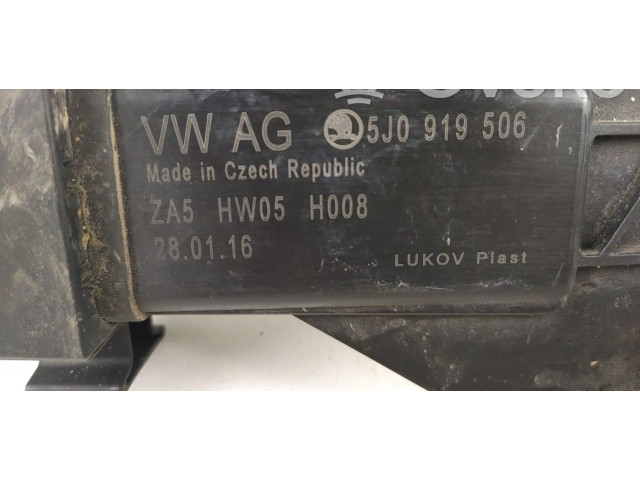 VW AG 5J0 919 506
Made in Czech Republic
ZA5 HW05 H008
28.01.16
LUKOV Plast